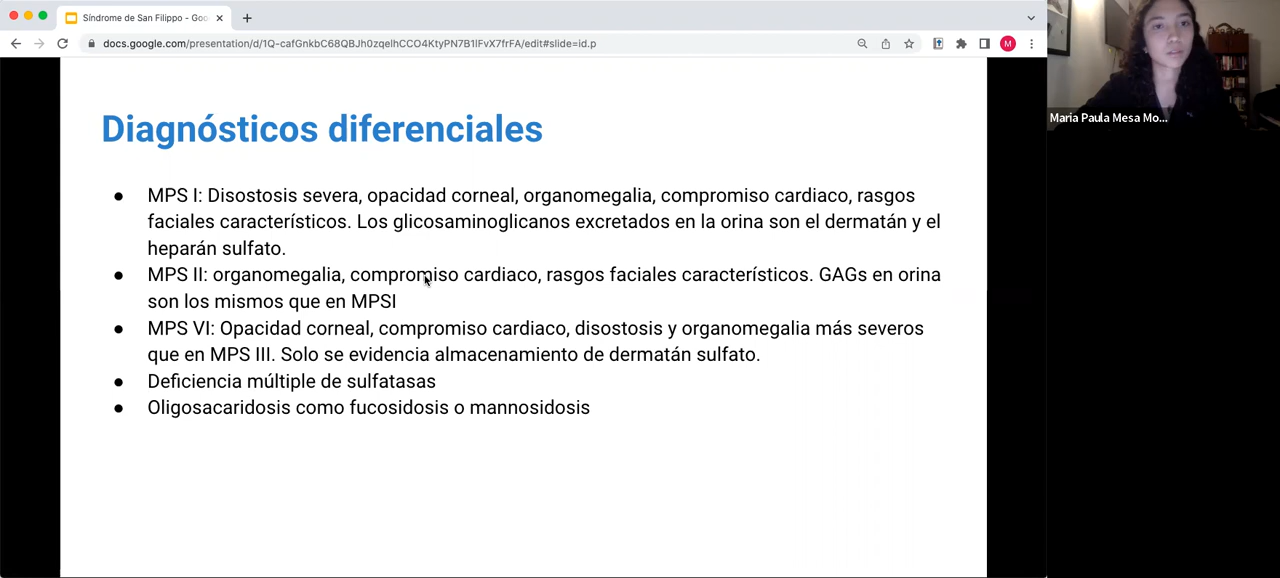 Síndrome de San Filippo - Goo
docs.google.com/presentation/d/1Q-cafGnkbC68QBJh0zqelhCCO4KtyPN7B1lFvX7frFA/edit#slide=id.p
M
Maria Paula Mesa Mo...
Diagnósticos diferenciales
● MPS I: Disostosis severa, opacidad corneal, organomegalia, compromiso cardiaco, rasgos
faciales característicos. Los glicosaminoglicanos excretados en la orina son el dermatán y el
heparán sulfato.
● MPS II: organomegalia, compromiso cardiaco, rasgos faciales característicos. GAGs en orina
son los mismos que en MPSI
● MPS VI: Opacidad corneal, compromiso cardiaco, disostosis y organomegalia más severos
que en MPS III. Solo se evidencia almacenamiento de dermatán sulfato.
● Deficiencia múltiple de sulfatasas
● Oligosacaridosis como fucosidosis o mannosidosis